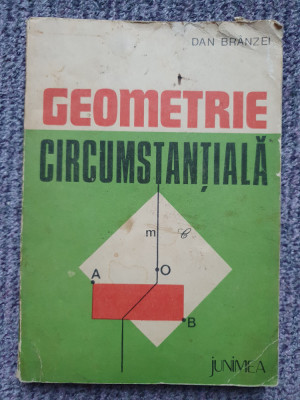 DAN BRÂNZEI
GEOMETRIE
CIRCUMSTANȚIALĂ
m
A
O
B
JUNIMEA